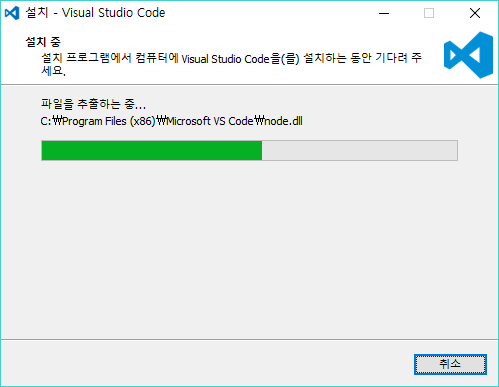 설치 - Visual Studio Code
설치 중
설치 프로그램에서 컴퓨터에 Visual Studio Code을(를) 설치하는 동안 기다려 주
세요.
파일을 추출하는 중...
C:₩Program Files (x86)₩Microsoft VS Code₩node.dll
취소